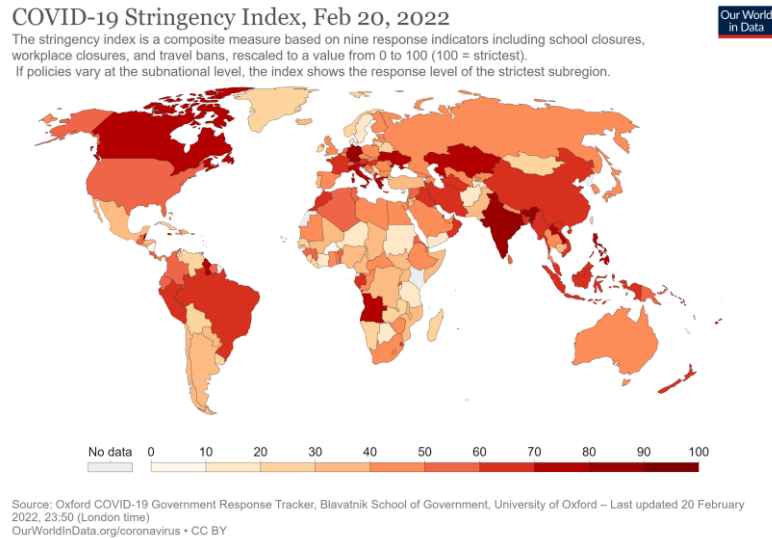 COVID-19 Stringency Index, Feb 20, 2022
Our World
in Data
The stringency index is a composite measure based on nine response indicators including school closures,
workplace closures, and travel bans, rescaled to a value from 0 to 100 (100 = strictest).
If policies vary at the subnational level, the index shows the response level of the strictest subregion.
No data 0 10 20 30 40 50 60 70 80 90 100
Source: Oxford COVID-19 Government Response Tracker, Blavatnik School of Government, University of Oxford – Last updated 20 February
2022, 23:50 (London time)
OurWorldInData.org/coronavirus • CC BY